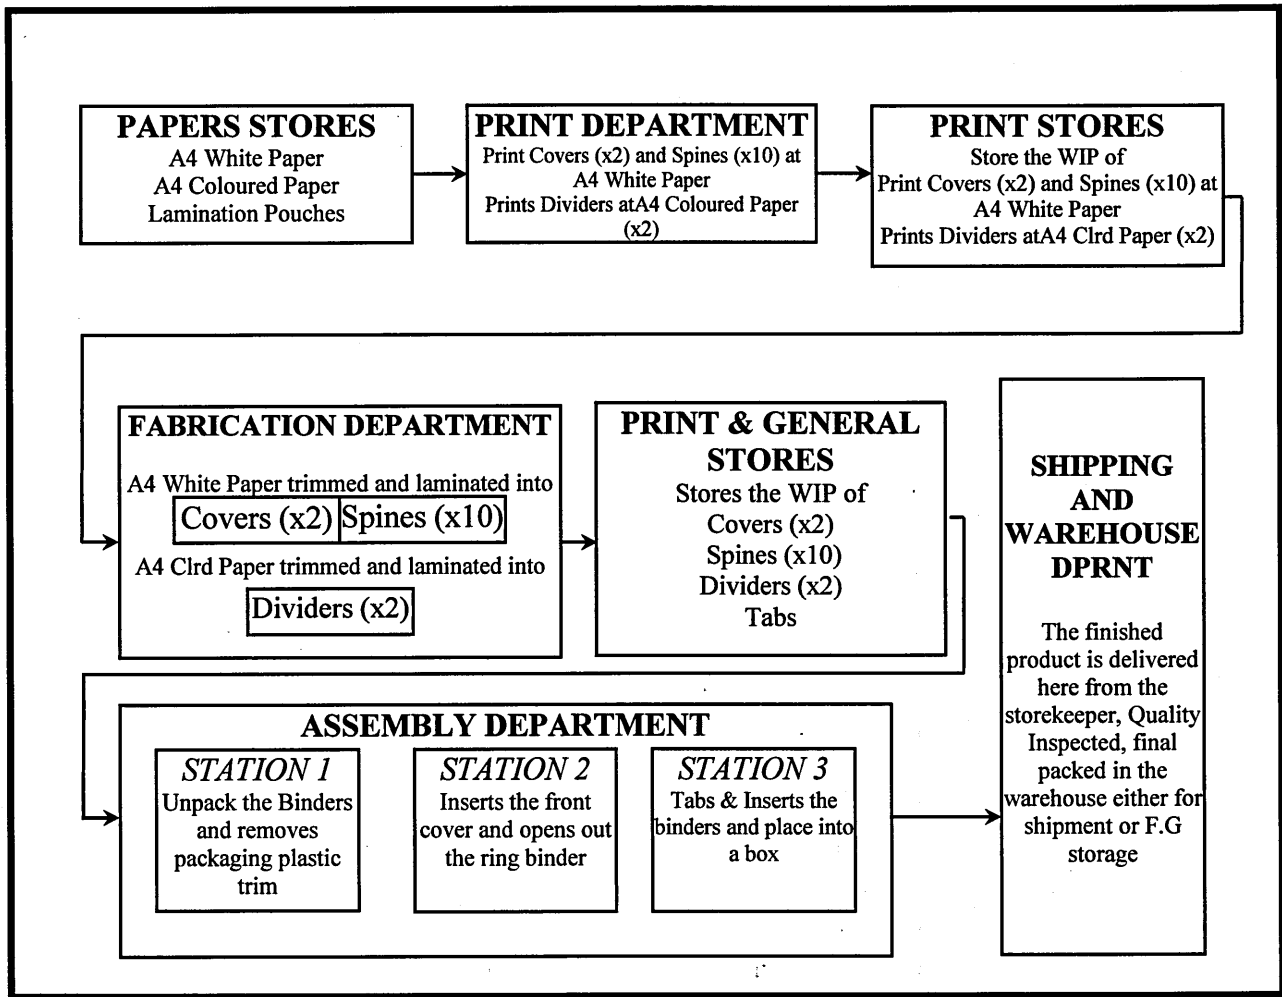 PAPERS STORES
A4 White Paper
A4 Coloured Paper
Lamination Pouches
PRINT DEPARTMENT
Print Covers (x2) and Spines (x10) at
A4 White Paper
Prints Dividers atA4 Coloured Paper
(x2)
PRINT STORES
Store the WIP of
Print Covers (x2) and Spines (x10) at
A4 White Paper
Prints Dividers atA4 Clrd Paper (x2)
FABRICATION DEPARTMENT
A4 White Paper trimmed and laminated into
Covers (x2) Spines (x10)
A4 Clrd Paper trimmed and laminated into
Dividers (x2)
PRINT & GENERAL
STORES
Stores the WIP of
Covers (x2)
Spines (x10)
Dividers (x2)
Tabs
ASSEMBLY DEPARTMENT
STATION 1
Unpack the Binders
and removes
packaging plastic
trim
STATION 2
Inserts the front
cover and opens out
the ring binder
STATION 3
Tabs & Inserts the
binders and place into
a box
SHIPPING
AND
WAREHOUSE
DPRNT
The finished
product is delivered
here from the
storekeeper, Quality
Inspected, final
packed in the
warehouse either for
shipment or F.G
storage